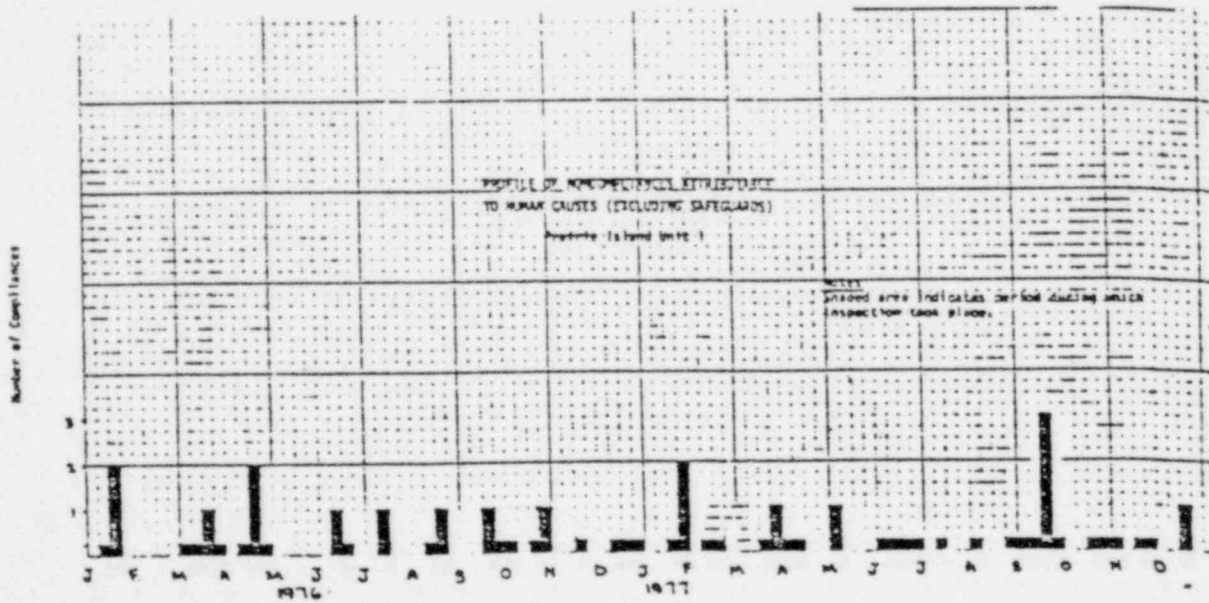 PROFILE OF NONCOMPLIANCES ATTRIBUTABLE
TO HUMAN CAUSES (EXCLUDING SAFEGUARDS)
Prairie Island Unit 1
NOTES
Shaded area indicates period during which
inspection took place.
Number of Compliances
3
2
1
J F M A M J J A S O N D J F M A M J J A S O N D
1976 1977